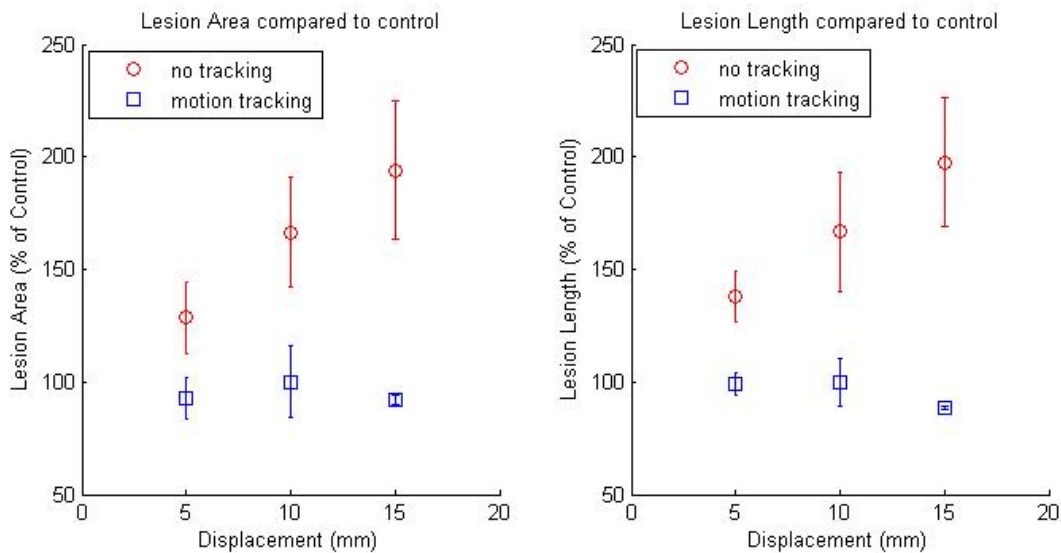 Lesion Area compared to control
250
200
150
100
50
Lesion Area (% of Control)
no tracking
motion tracking
0
5
10
15
20
Displacement (mm)
Lesion Length compared to control
250
200
150
100
50
Lesion Length (% of Control)
no tracking
motion tracking
0
5
10
15
20
Displacement (mm)